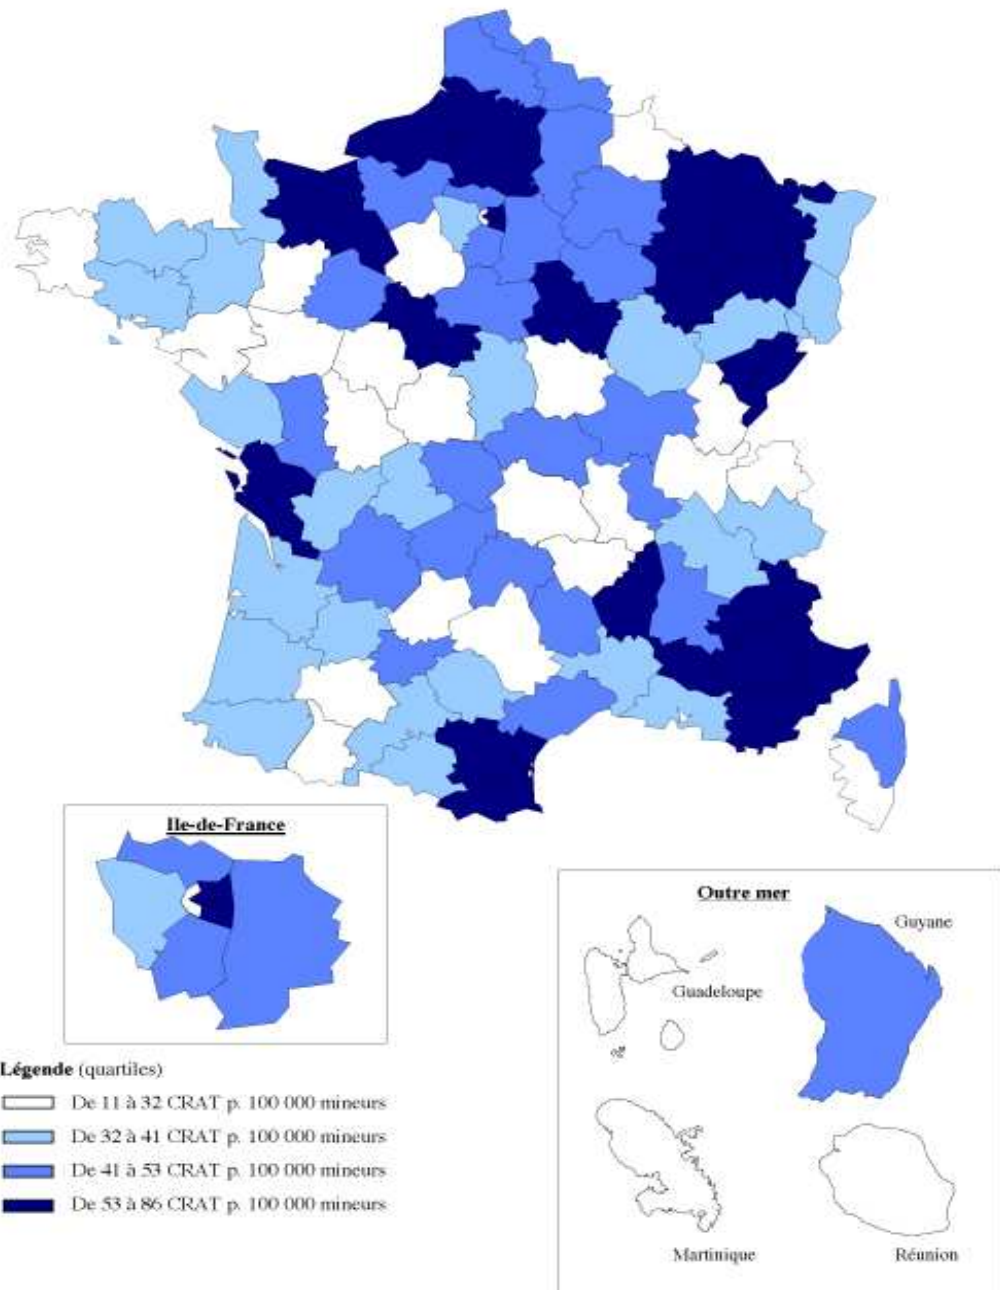 Ile-de-France
Outre mer
Guyane
Guadeloupe
Martinique
Réunion
Légende (quartiles)
De 11 à 32 CRAT p. 100 000 mineurs
De 32 à 41 CRAT p. 100 000 mineurs
De 41 à 53 CRAT p. 100 000 mineurs
De 53 à 86 CRAT p. 100 000 mineurs